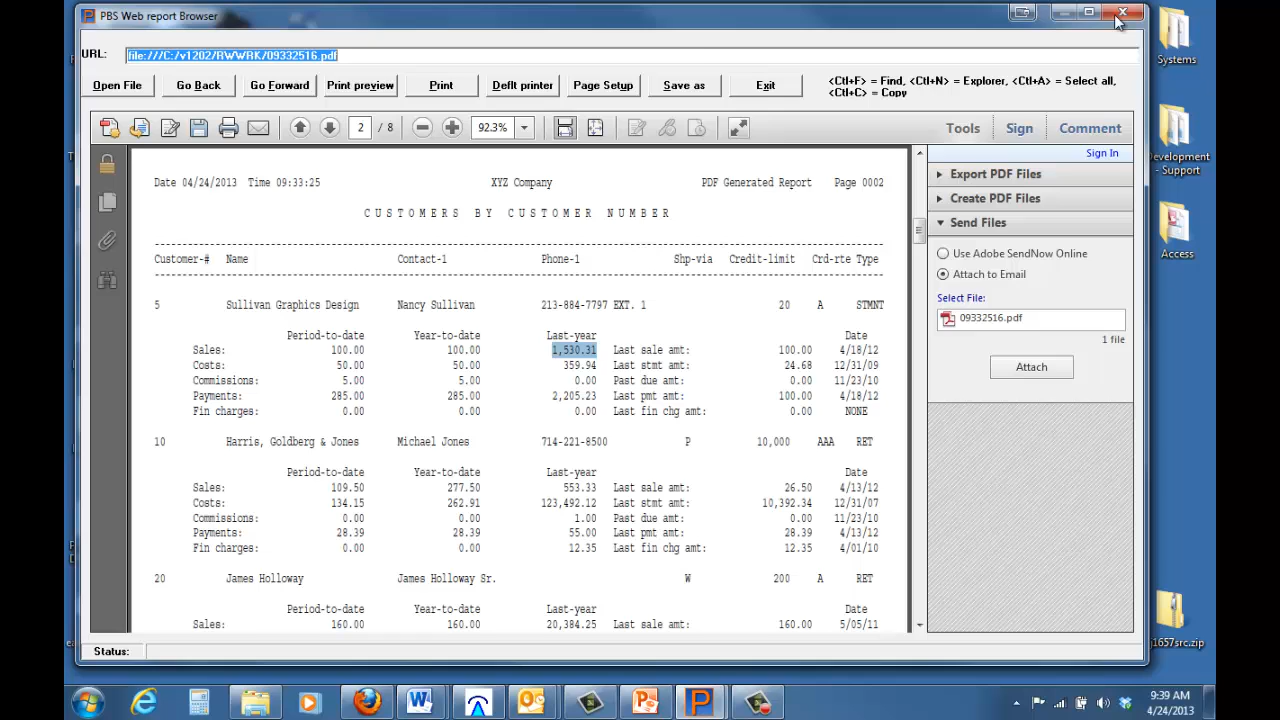 PBS Web report Browser
URL: file:///C:/v1202/RWWRK/09332516.pdf
Open File Go Back Go Forward Print preview Print Deflt printer Page Setup Save as Exit
<Ctl+F> = Find, <Ctl+N> = Explorer, <Ctl+A> = Select all,
<Ctl+C> = Copy
2 / 8 92.3% Tools Sign Comment
Sign In
Export PDF Files
Create PDF Files
Send Files
Use Adobe SendNow Online
Attach to Email
Select File:
09332516.pdf
1 file
Attach
Date 04/24/2013 Time 09:33:25 XYZ Company PDF Generated Report Page 0002
C U S T O M E R S B Y C U S T O M E R N U M B E R
Customer-# Name Contact-1 Phone-1 Shp-via Credit-limit Crd-rte Type
5 Sullivan Graphics Design Nancy Sullivan 213-884-7797 EXT. 1 20 A STMNT
Period-to-date Year-to-date Last-year Date
Sales: 100.00 100.00 1,530.31 Last sale amt: 100.00 4/18/12
Costs: 50.00 50.00 359.94 Last stmt amt: 24.68 12/31/09
Commissions: 5.00 5.00 0.00 Past due amt: 0.00 11/23/10
Payments: 285.00 285.00 2,205.23 Last pmt amt: 100.00 4/18/12
Fin charges: 0.00 0.00 0.00 Last fin chg amt: 0.00 NONE
10 Harris, Goldberg & Jones Michael Jones 714-221-8500 P 10,000 AAA RET
Period-to-date Year-to-date Last-year Date
Sales: 109.50 277.50 553.33 Last sale amt: 26.50 4/13/12
Costs: 134.15 262.91 123,492.12 Last stmt amt: 10,392.34 12/31/07
Commissions: 0.00 0.00 1.00 Past due amt: 0.00 11/23/10
Payments: 28.39 28.39 55.00 Last pmt amt: 28.39 4/13/12
Fin charges: 0.00 0.00 12.35 Last fin chg amt: 12.35 4/01/10
20 James Holloway James Holloway Sr. W 200 A RET
Period-to-date Year-to-date Last-year Date
Sales: 160.00 160.00 20,384.25 Last sale amt: 160.00 5/05/11
Status:
Systems
Development
- Support
Access
j1657src.zip
9:39 AM
4/24/2013